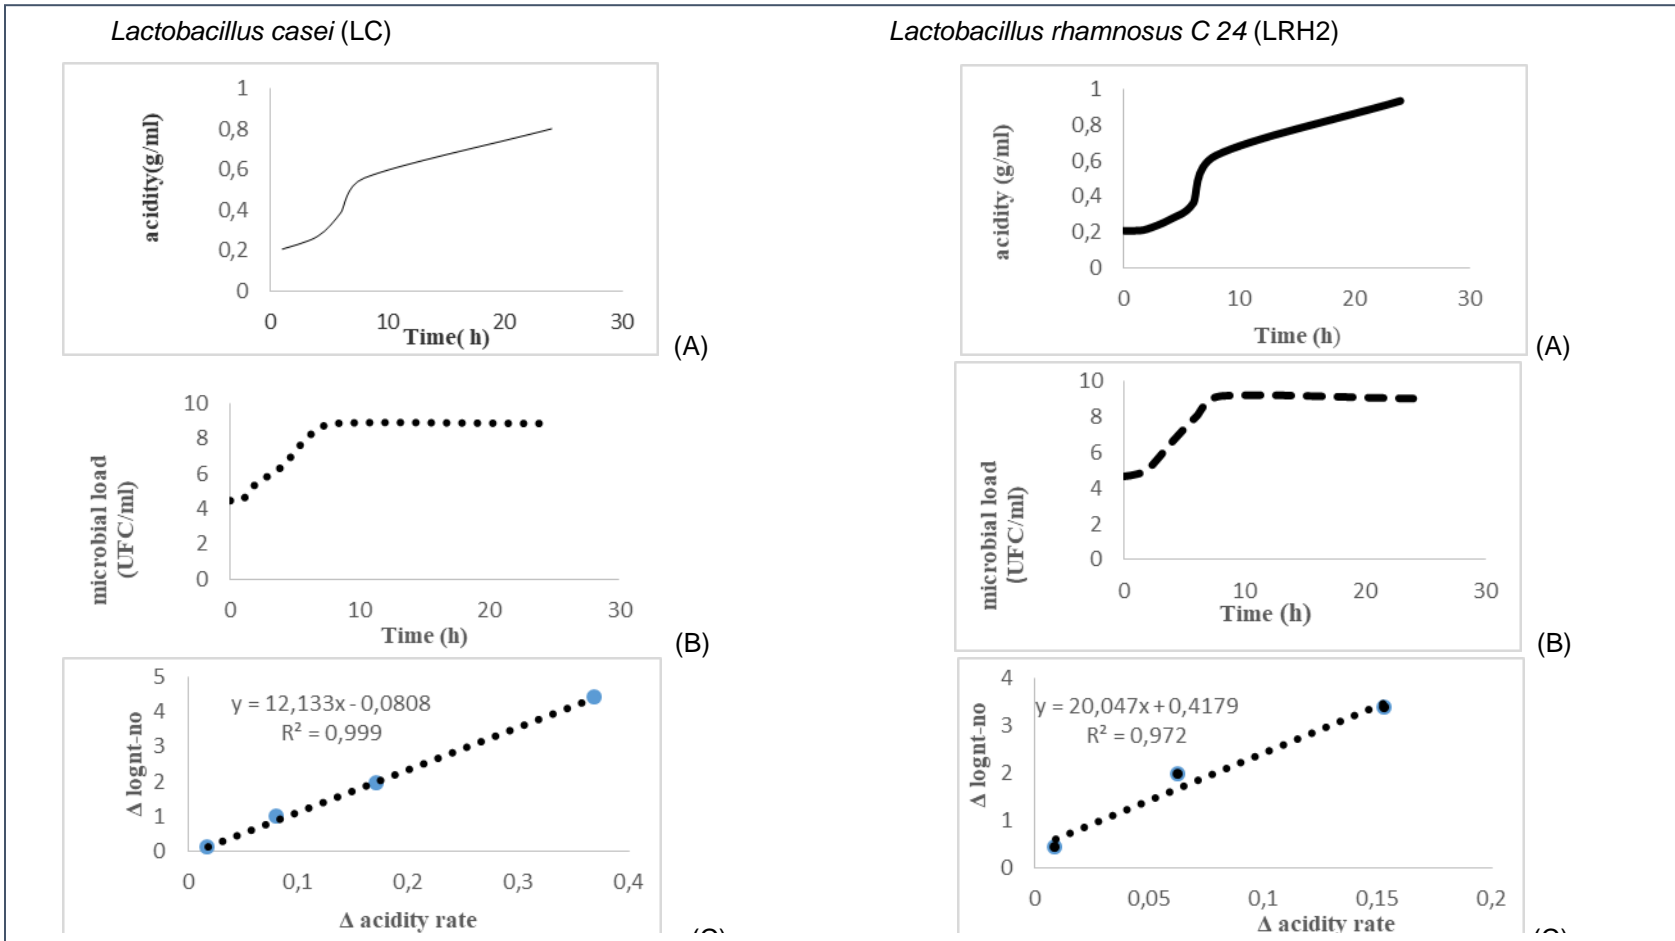 Lactobacillus casei (LC)
Lactobacillus rhamnosus C 24 (LRH2)
acidity(g/ml)
1
0,8
0,6
0,4
0,2
0
0 10 20 30
Time( h)
(A)
acidity (g/ml)
1
0,8
0,6
0,4
0,2
0
0 10 20 30
Time (h)
(A)
microbial load
(UFC/ml)
10
8
6
4
2
0
0 10 20 30
Time (h)
(B)
microbial load
(UFC/ml)
10
8
6
4
2
0
0 10 20 30
Time (h)
(B)
Δ lognt-no
5
4
3
2
1
0
y = 12,133x - 0,0808
R² = 0,999
0 0,1 0,2 0,3 0,4
Δ acidity rate
Δ lognt-no
4
3
2
1
0
y = 20,047x + 0,4179
R² = 0,972
0 0,05 0,1 0,15 0,2
Δ acidity rate